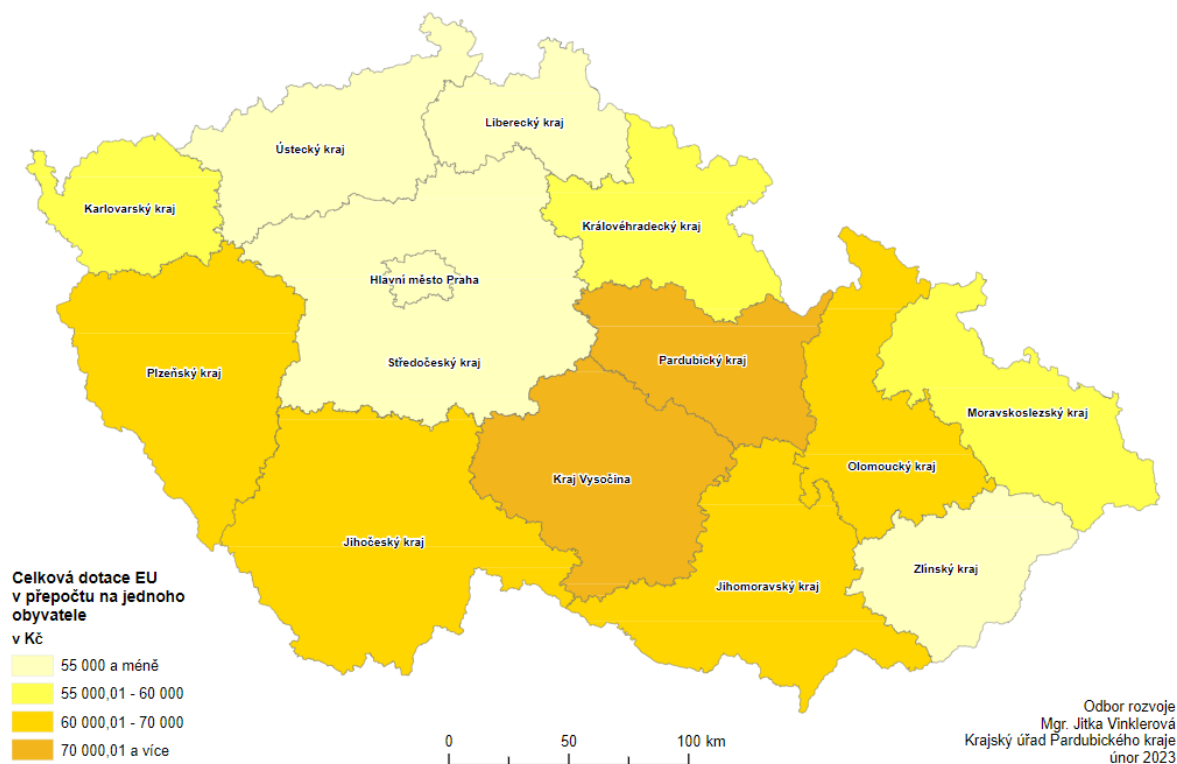 Liberecký kraj
Ústecký kraj
Karlovarský kraj
Královéhradecký kraj
Hlavní město Praha
Středočeský kraj
Pardubický kraj
Plzeňský kraj
Moravskoslezský kraj
Olomoucký kraj
Kraj Vysočina
Jihočeský kraj
Zlínský kraj
Jihomoravský kraj
Celková dotace EU
v přepočtu na jednoho
obyvatele
v Kč
55 000 a méně
55 000,01 - 60 000
60 000,01 - 70 000
70 000,01 a více
0 50 100 km
Odbor rozvoje
Mgr. Jitka Vinklerová
Krajský úřad Pardubického kraje
únor 2023